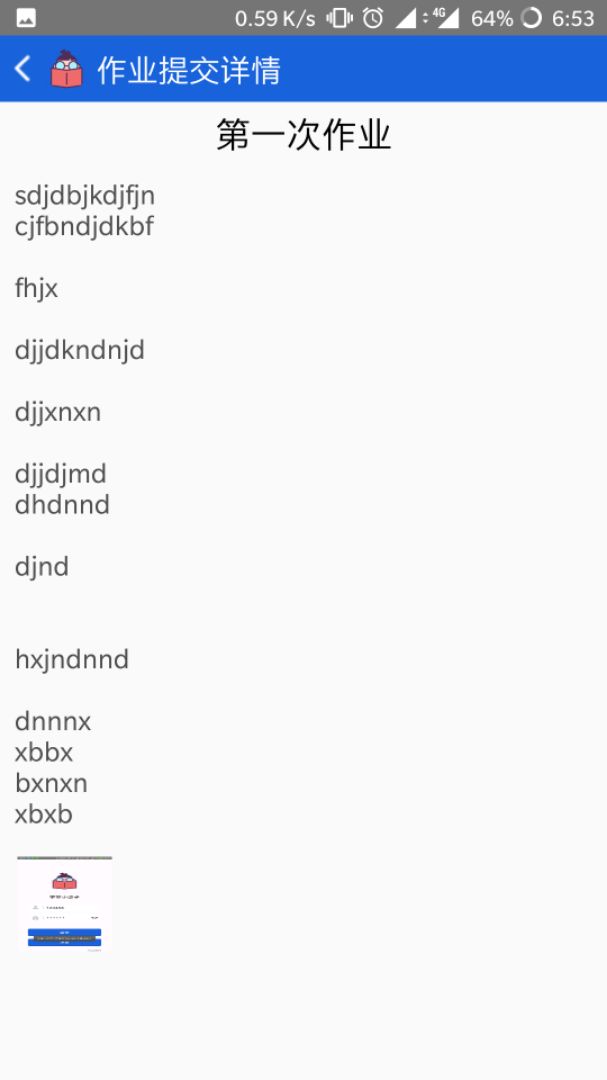 0.59 K/s 4G 64% 6:53
作业提交详情
第一次作业
sdjdbjkdjfjn
cjfbndjdkbf
fhjx
djjdkndnjd
djjxnxn
djjdjmd
dhdnnd
djnd
hxjndnnd
dnnnx
xbbx
bxnxn
xbxb